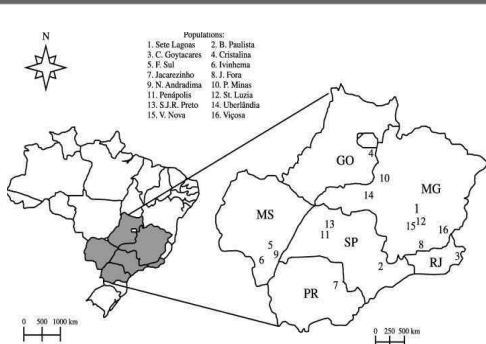 N
Populations:
1. Sete Lagoas 2. B. Paulista
3. C. Goytacares 4. Cristalina
5. F. Sul 6. Ivinhema
7. Jacarezinho 8. J. Fora
9. N. Andradima 10. P. Minas
11. Penápolis 12. St. Luzia
13. S.J.R. Preto 14. Uberlândia
15. V. Nova 16. Viçosa
4
GO
10
MG
14
MS
1
13
15 12
11
SP
16
5
9
6
8
3
2
RJ
7
PR
0 500 1000 km
0 250 500 km